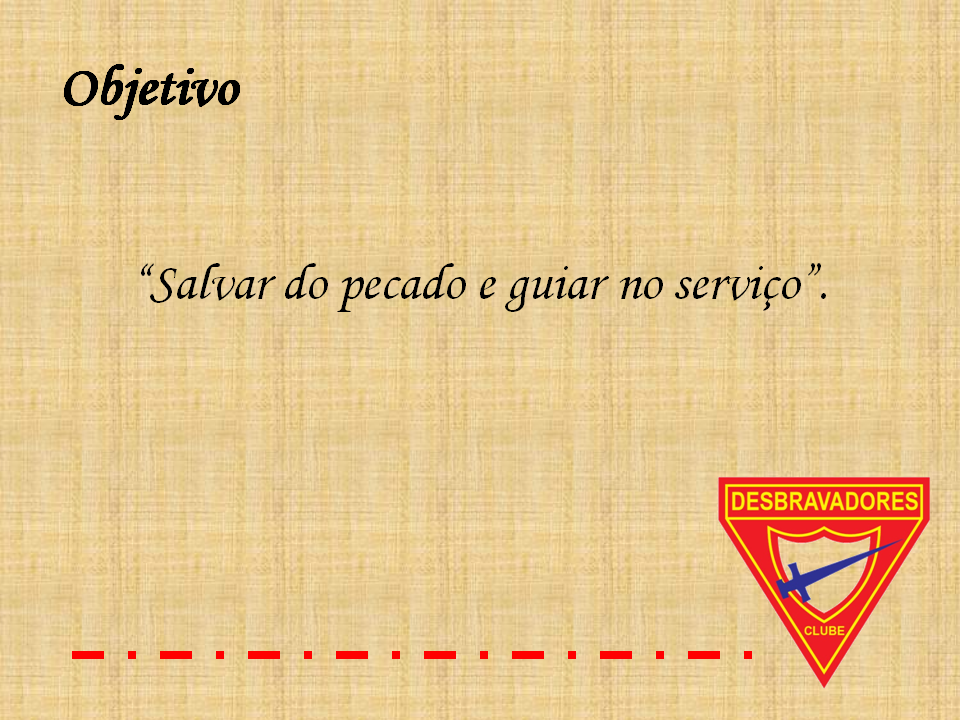 Objetivo
“Salvar do pecado e guiar no serviço”.
DESBRAVADORES
CLUBE